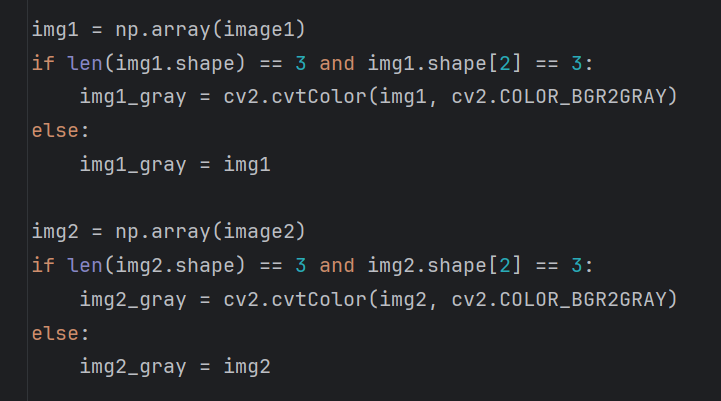 img1 = np.array(image1)
if len(img1.shape) == 3 and img1.shape[2] == 3:
    img1_gray = cv2.cvtColor(img1, cv2.COLOR_BGR2GRAY)
else:
    img1_gray = img1

img2 = np.array(image2)
if len(img2.shape) == 3 and img2.shape[2] == 3:
    img2_gray = cv2.cvtColor(img2, cv2.COLOR_BGR2GRAY)
else:
    img2_gray = img2